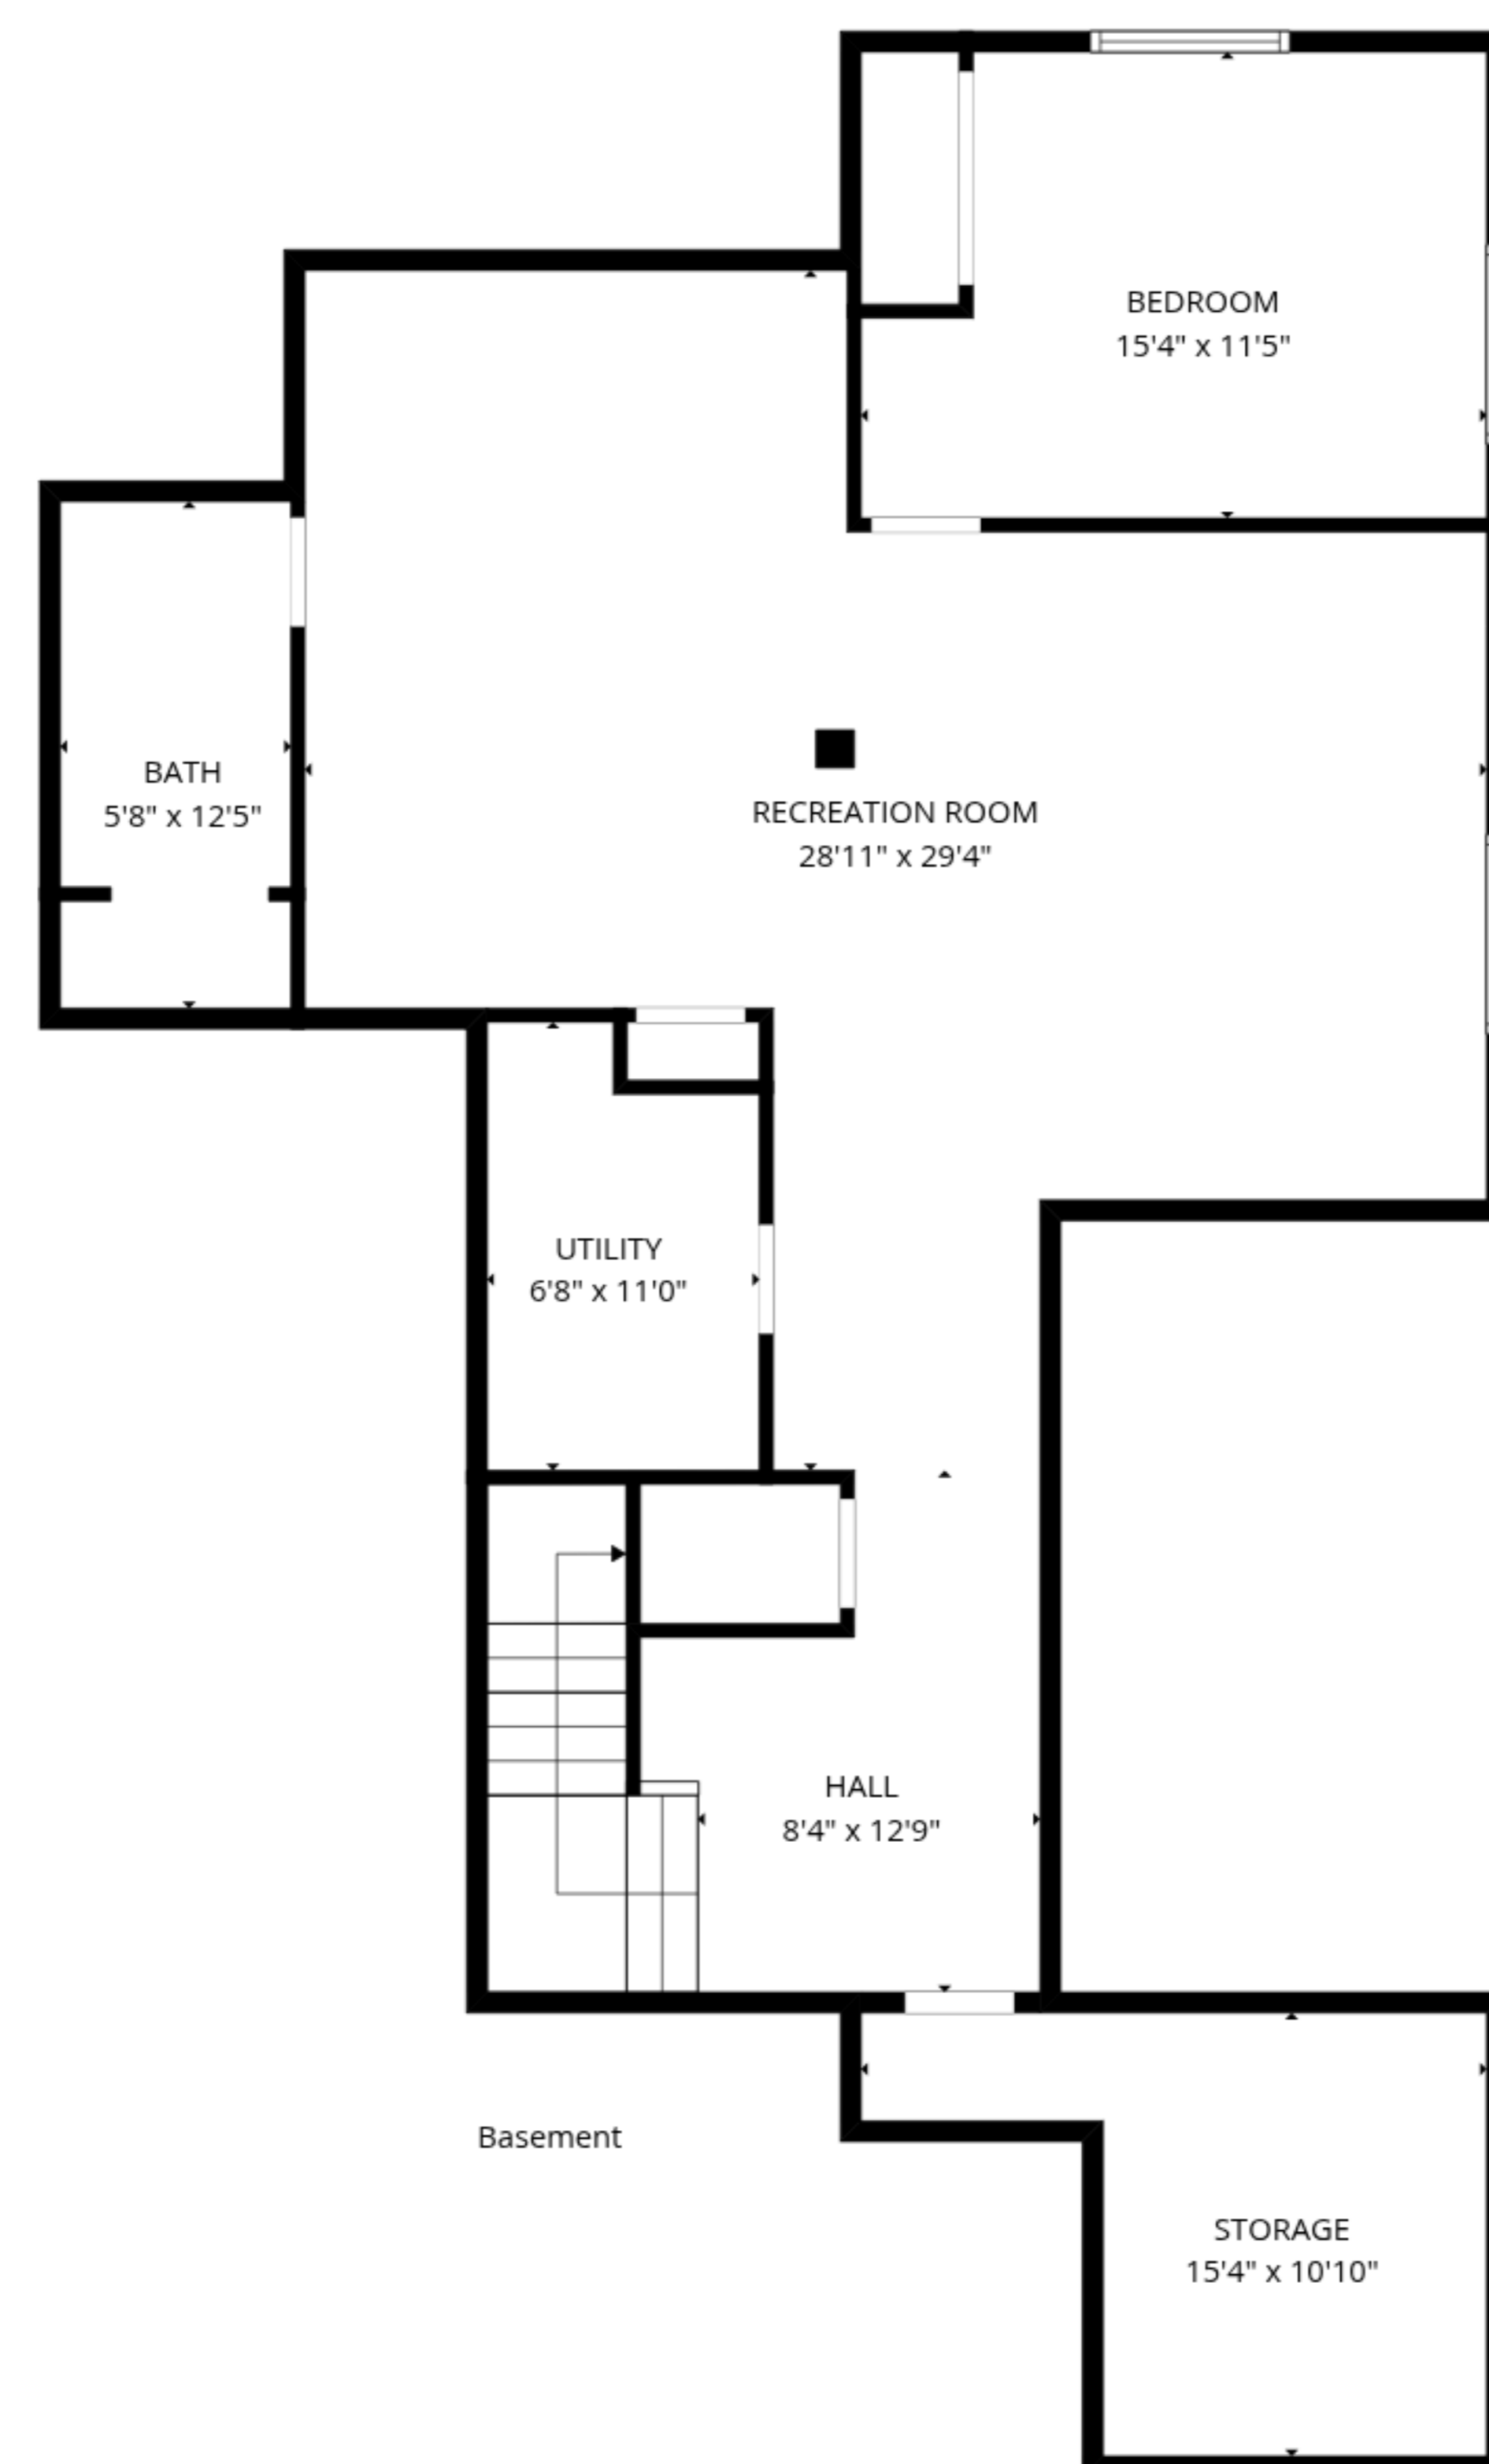 BEDROOM
15'4" x 11'5"
BATH
5'8" x 12'5"
RECREATION ROOM
28'11" x 29'4"
UTILITY
6'8" x 11'0"
HALL
8'4" x 12'9"
Basement
STORAGE
15'4" x 10'10"